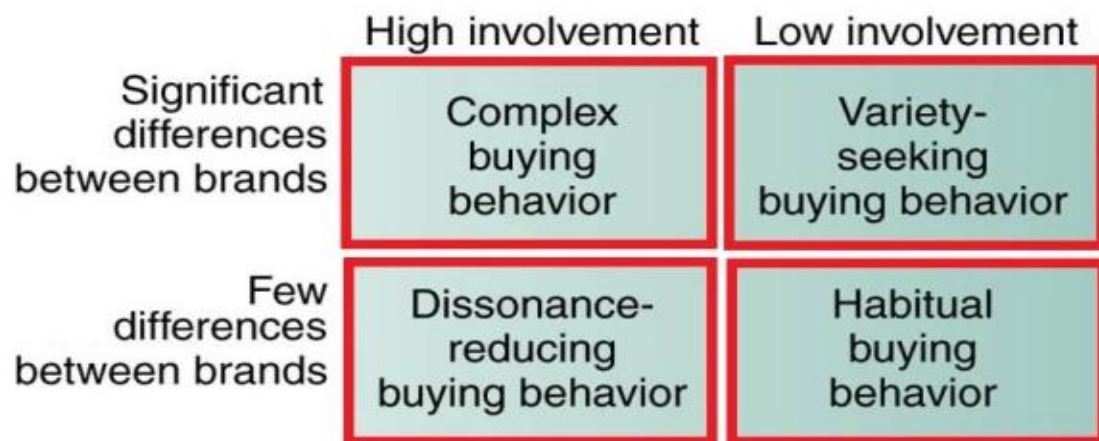 High involvement
Low involvement
Significant
differences
between brands
Complex
buying
behavior
Variety-
seeking
buying behavior
Few
differences
between brands
Dissonance-
reducing
buying behavior
Habitual
buying
behavior